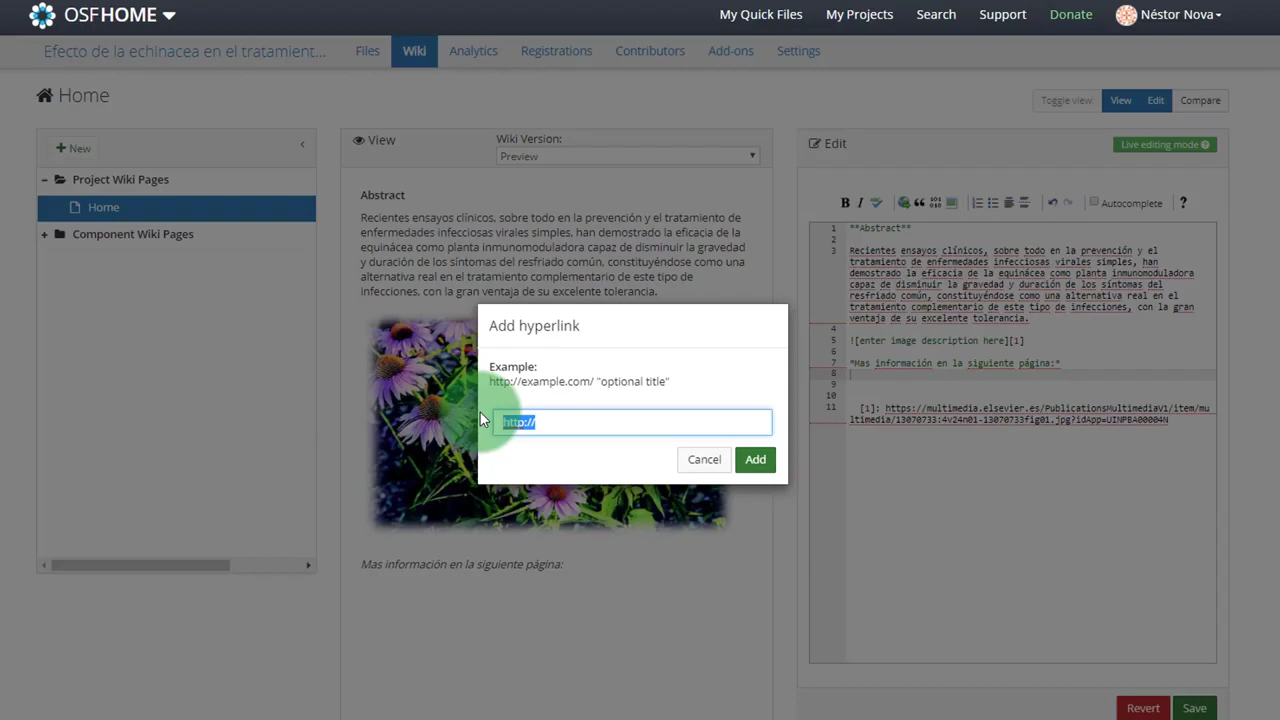 OSFHOME
My Quick Files
My Projects
Search
Support
Donate
Néstor Nova
Efecto de la echinacea en el tratamient...
Files
Wiki
Analytics
Registrations
Contributors
Add-ons
Settings
Home
Toggle view:
View
Edit
Compare
New
Project Wiki Pages
Home
Component Wiki Pages
View
Wiki Version:
Preview
Abstract
Recientes ensayos clínicos, sobre todo en la prevención y el tratamiento de
enfermedades infecciosas virales simples, han demostrado la eficacia de la
equinácea como planta inmunomoduladora capaz de disminuir la gravedad
y duración de los síntomas del resfriado común, constituyéndose como una
alternativa real en el tratamiento complementario de este tipo de
infecciones, con la gran ventaja de su excelente tolerancia.
Mas información en la siguiente página:
Add hyperlink
Example:
http://example.com/ "optional title"
http://
Cancel
Add
Edit
Live editing mode
B I
101
010
Autocomplete
?
1 **Abstract**
2
3 Recientes ensayos clínicos, sobre todo en la prevención y el
tratamiento de enfermedades infecciosas virales simples, han
demostrado la eficacia de la equinácea como planta inmunomoduladora
capaz de disminuir la gravedad y duración de los síntomas del
resfriado común, constituyéndose como una alternativa real en el
tratamiento complementario de este tipo de infecciones, con la gran
ventaja de su excelente tolerancia.
4
5 ![enter image description here][1]
6
7 *Mas información en la siguiente página:*
8
9
10
11 [1]: https://multimedia.elsevier.es/PublicationsMultimediaV1/item/mu
ltimedia/13070733:4v24n01-13070733fig01.jpg?idApp=UINPBA00004N
Revert
Save